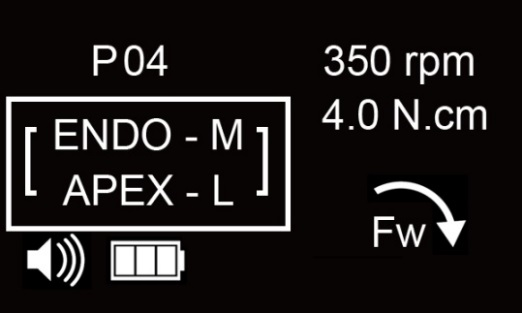 P04
350 rpm
4.0 N.cm
ENDO - M
APEX - L
Fw